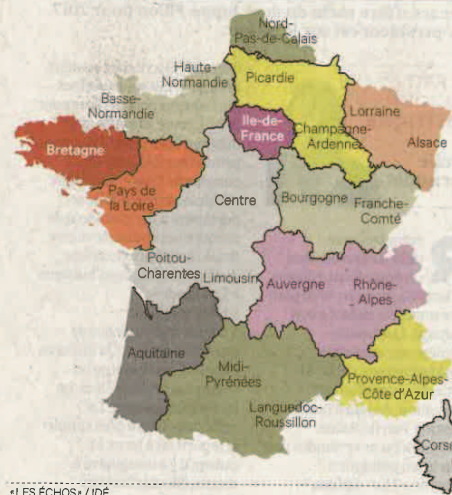 Nord-
Pas-de-Calais
Haute-
Normandie
Picardie
Basse-
Normandie
Ile-de-
France
Champagne-
Ardenne
Lorraine
Alsace
Bretagne
Pays de
la Loire
Centre
Bourgogne
Franche-
Comté
Poitou-
Charentes
Limousin
Auvergne
Rhône-
Alpes
Aquitaine
Midi-
Pyrénées
Languedoc-
Roussillon
Provence-Alpes-
Côte d'Azur
Corse
«LES ÉCHOS» / IDÉ